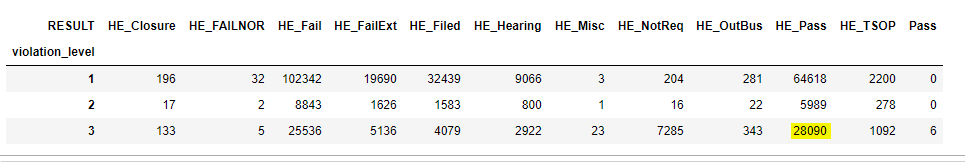 RESULT HE_Closure HE_FAILNOR HE_Fail HE_FailExt HE_Filed HE_Hearing HE_Misc HE_NotReq HE_OutBus HE_Pass HE_TSOP Pass
violation_level
1 196 32 102342 19690 32439 9066 3 204 281 64618 2200 0
2 17 2 8843 1626 1583 800 1 16 22 5989 278 0
3 133 5 25536 5136 4079 2922 23 7285 343 28090 1092 6